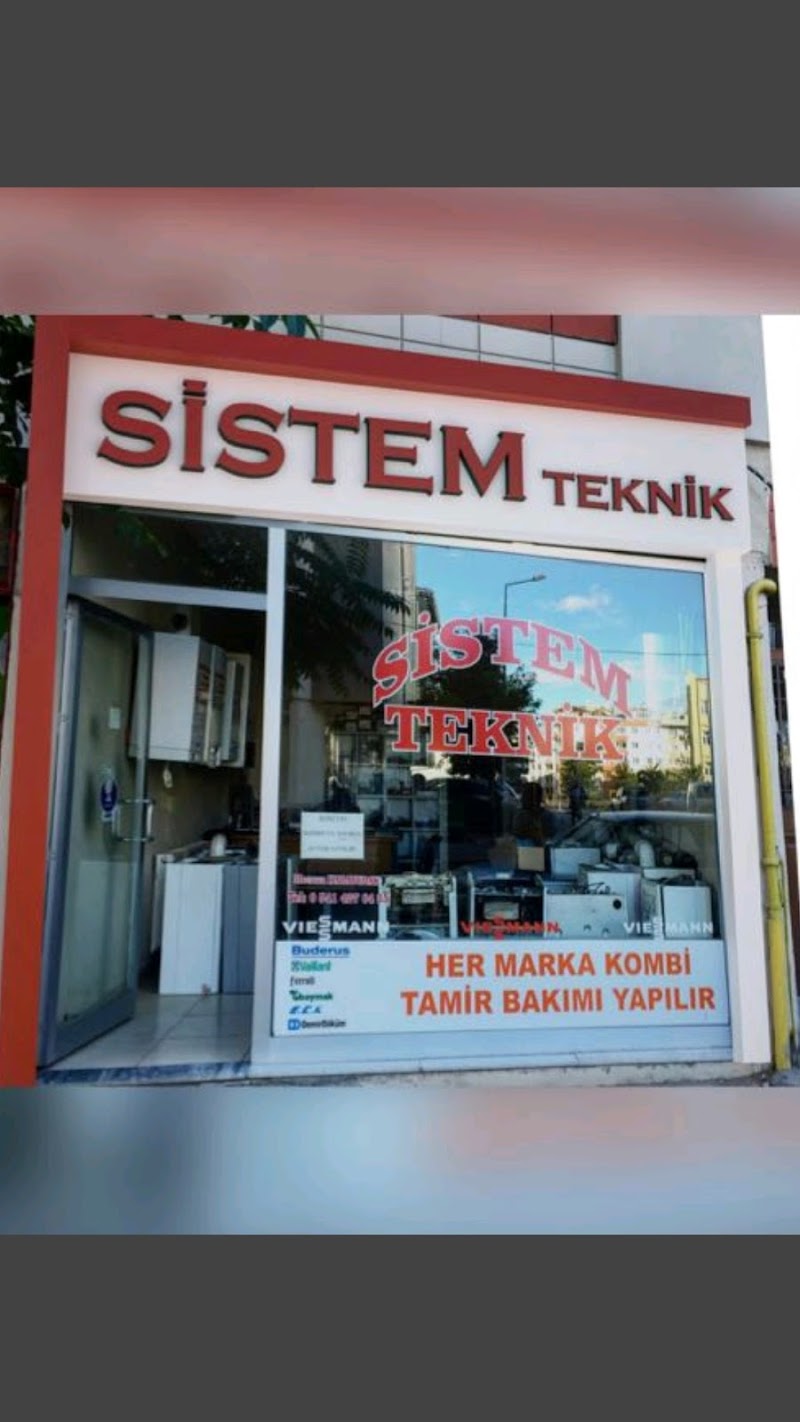 SİSTEM TEKNİK
SİSTEM
TEKNİK
VIESSMANN
VIESSMANN
VIESSMANN
Buderus
Vaillant
Ferroli
Baymak
E.C.A.
DemirDöküm
HER MARKA KOMBİ
TAMİR BAKIMI YAPILIR